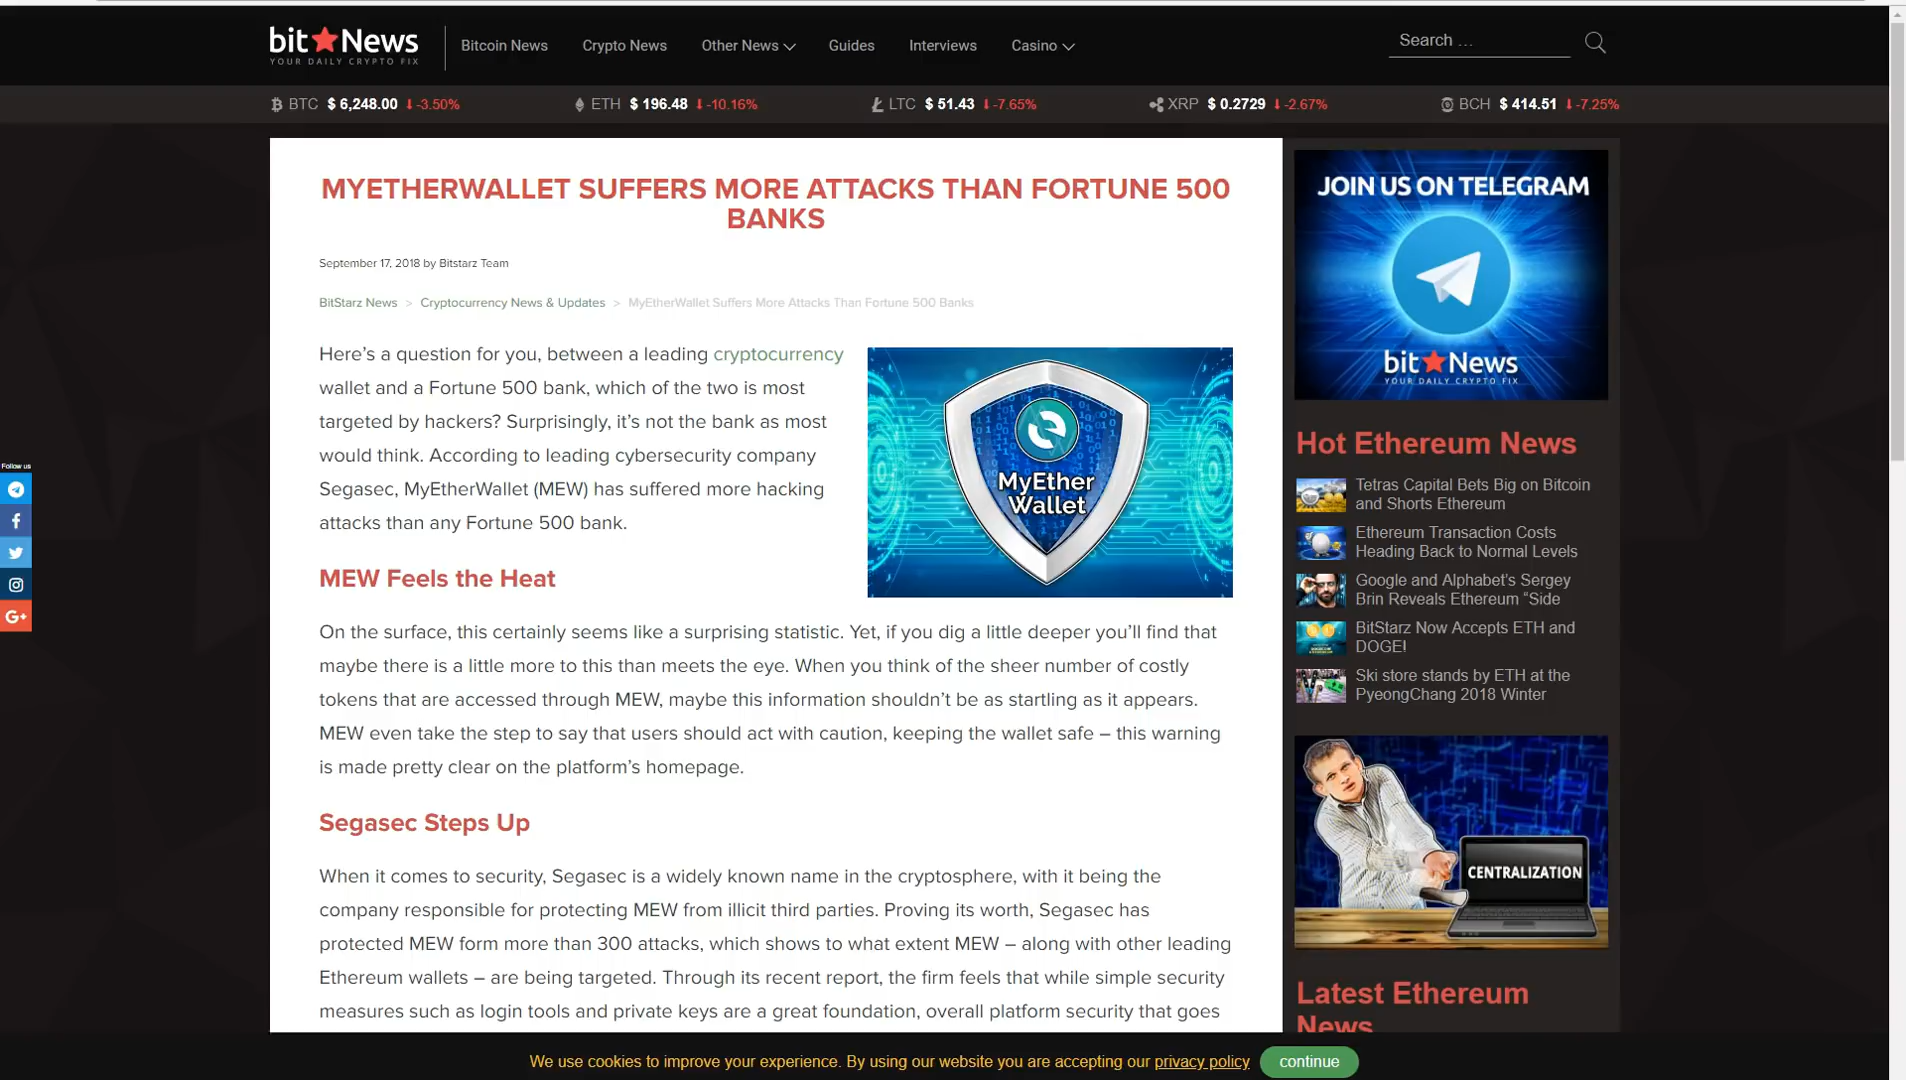 bit★News
YOUR DAILY CRYPTO FIX
Bitcoin News
Crypto News
Other News
Guides
Interviews
Casino
Search …
BTC $ 6,248.00 ↓-3.50%
ETH $ 196.48 ↓-10.16%
LTC $ 51.43 ↓-7.65%
XRP $ 0.2729 ↓-2.67%
BCH $ 414.51 ↓-7.25%
MYETHERWALLET SUFFERS MORE ATTACKS THAN FORTUNE 500
BANKS
September 17, 2018 by Bitstarz Team
BitStarz News > Cryptocurrency News & Updates > MyEtherWallet Suffers More Attacks Than Fortune 500 Banks
Here’s a question for you, between a leading cryptocurrency
wallet and a Fortune 500 bank, which of the two is most
targeted by hackers? Surprisingly, it’s not the bank as most
would think. According to leading cybersecurity company
Segasec, MyEtherWallet (MEW) has suffered more hacking
attacks than any Fortune 500 bank.
MyEther
Wallet
MEW Feels the Heat
On the surface, this certainly seems like a surprising statistic. Yet, if you dig a little deeper you’ll find that
maybe there is a little more to this than meets the eye. When you think of the sheer number of costly
tokens that are accessed through MEW, maybe this information shouldn’t be as startling as it appears.
MEW even take the step to say that users should act with caution, keeping the wallet safe – this warning
is made pretty clear on the platform’s homepage.
Segasec Steps Up
When it comes to security, Segasec is a widely known name in the cryptosphere, with it being the
company responsible for protecting MEW from illicit third parties. Proving its worth, Segasec has
protected MEW form more than 300 attacks, which shows to what extent MEW – along with other leading
Ethereum wallets – are being targeted. Through its recent report, the firm feels that while simple security
measures such as login tools and private keys are a great foundation, overall platform security that goes
JOIN US ON TELEGRAM
bit★News
YOUR DAILY CRYPTO FIX
Hot Ethereum News
Tetras Capital Bets Big on Bitcoin
and Shorts Ethereum
Ethereum Transaction Costs
Heading Back to Normal Levels
Google and Alphabet’s Sergey
Brin Reveals Ethereum “Side
BitStarz Now Accepts ETH and
DOGE!
Ski store stands by ETH at the
PyeongChang 2018 Winter
CENTRALIZATION
Latest Ethereum
News
Follow us
G+
We use cookies to improve your experience. By using our website you are accepting our privacy policy
continue